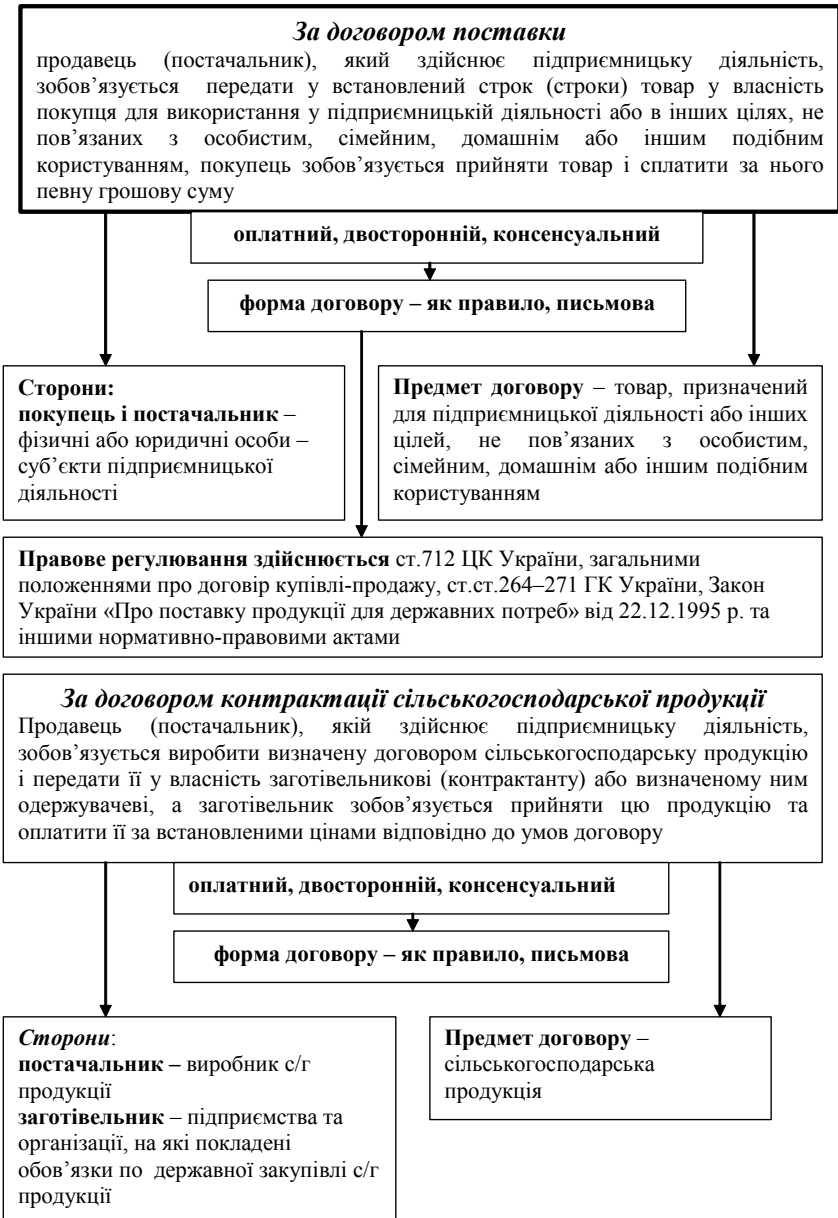 За договором поставки
продавець (постачальник), який здійснює підприємницьку діяльність,
зобов’язується передати у встановлений строк (строки) товар у власність
покупця для використання у підприємницькій діяльності або в інших цілях, не
пов’язаних з особистим, сімейним, домашнім або іншим подібним
користуванням, покупець зобов’язується прийняти товар і сплатити за нього
певну грошову суму
оплатний, двосторонній, консенсуальний
форма договору – як правило, письмова
Сторони:
покупець і постачальник –
фізичні або юридичні особи –
суб’єкти підприємницької
діяльності
Предмет договору – товар, призначений
для підприємницької діяльності або інших
цілей, не пов’язаних з особистим,
сімейним, домашнім або іншим подібним
користуванням
Правове регулювання здійснюється ст.712 ЦК України, загальними
положеннями про договір купівлі-продажу, ст.ст.264–271 ГК України, Закон
України «Про поставку продукції для державних потреб» від 22.12.1995 р. та
іншими нормативно-правовими актами
За договором контрактації сільськогосподарської продукції
Продавець (постачальник), якій здійснює підприємницьку діяльність,
зобов’язується виробити визначену договором сільськогосподарську продукцію
і передати її у власність заготівельникові (контрактанту) або визначеному ним
одержувачеві, а заготівельник зобов’язується прийняти цю продукцію та
оплатити її за встановленими цінами відповідно до умов договору
оплатний, двосторонній, консенсуальний
форма договору – як правило, письмова
Сторони:
постачальник – виробник с/г
продукції
заготівельник – підприємства та
організації, на які покладені
обов’язки по державної закупівлі с/г
продукції
Предмет договору –
сільськогосподарська
продукція